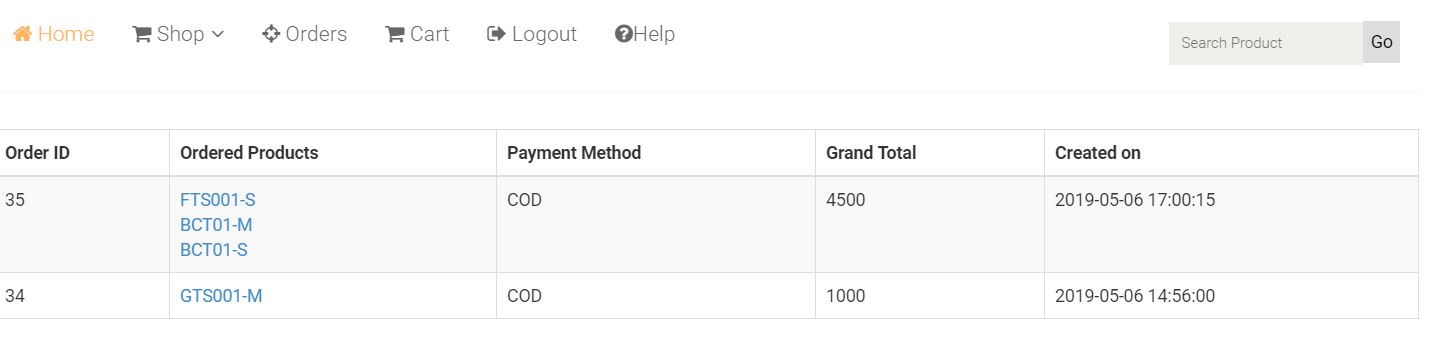 Home Shop Orders Cart Logout Help
Search Product Go
Order ID Ordered Products Payment Method Grand Total Created on
35 FTS001-S COD 4500 2019-05-06 17:00:15
BCT01-M
BCT01-S
34 GTS001-M COD 1000 2019-05-06 14:56:00